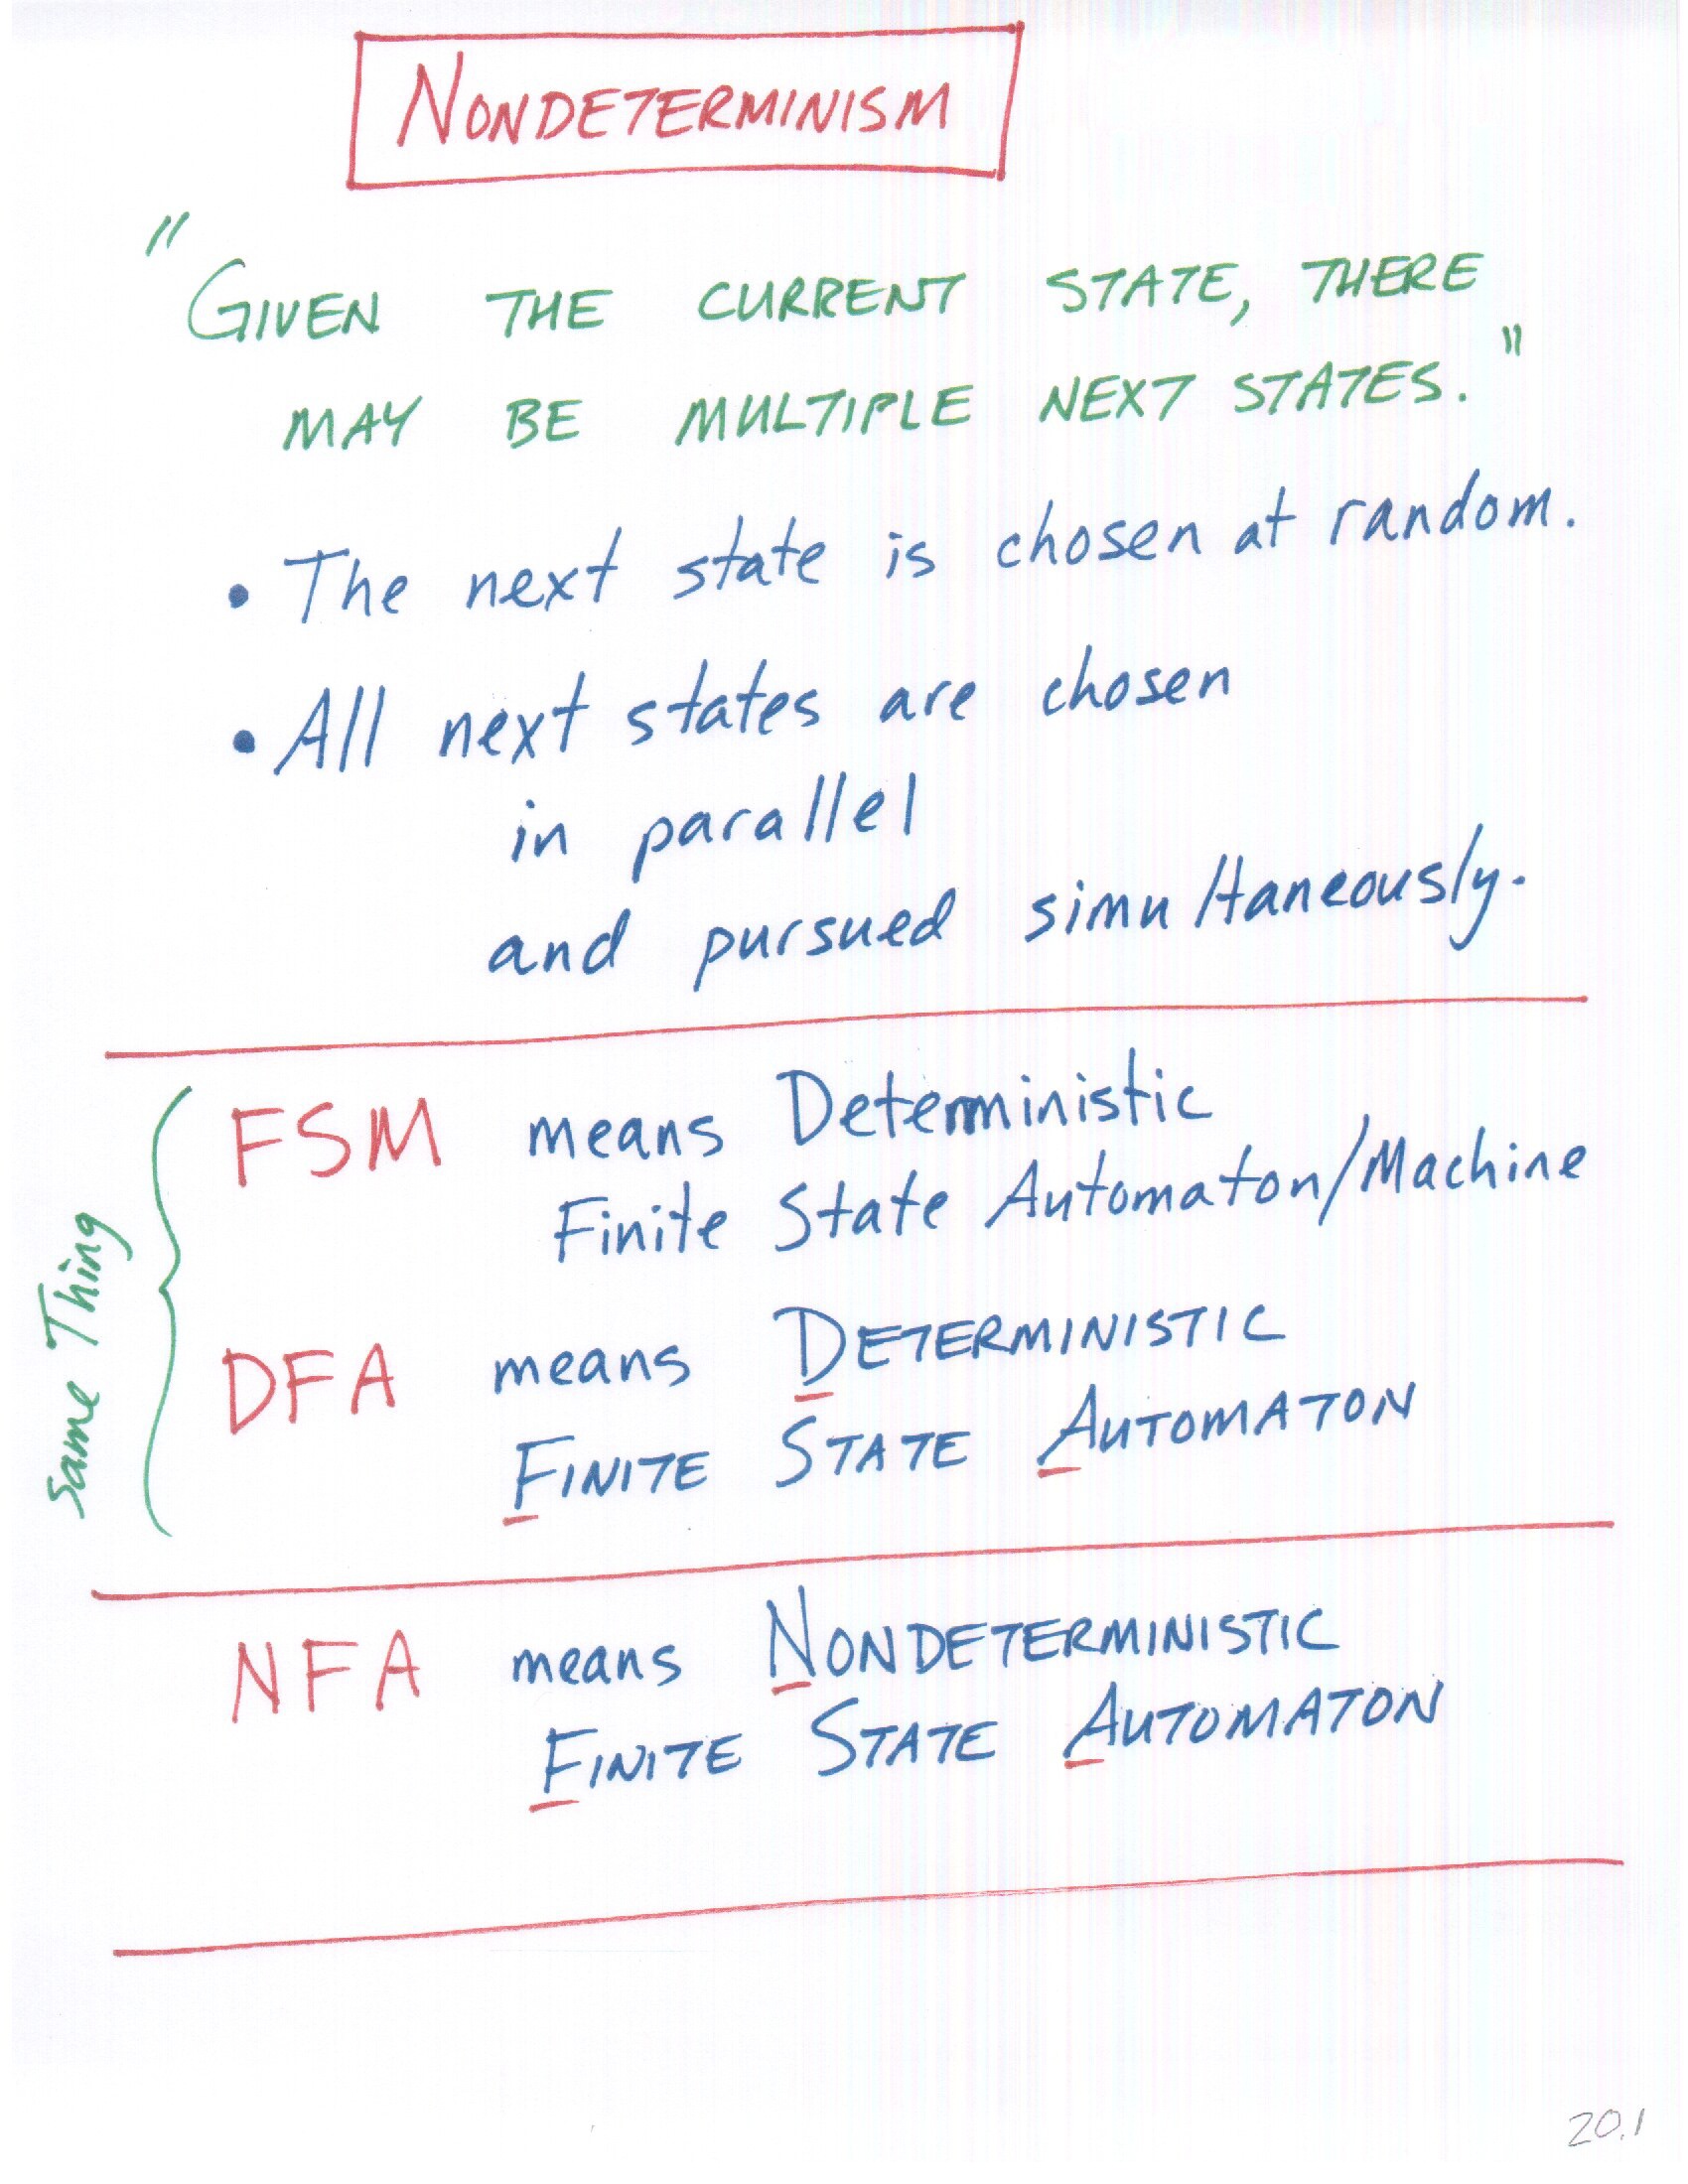 NONDETERMINISM
"GIVEN THE CURRENT STATE, THERE
MAY BE MULTIPLE NEXT STATES."
• The next state is chosen at random.
• All next states are chosen
in parallel
and pursued simultaneously.
Same Thing
FSM means Deterministic
Finite State Automaton/Machine
DFA means DETERMINISTIC
FINITE STATE AUTOMATON
NFA means NONDETERMINISTIC
FINITE STATE AUTOMATON
20.1